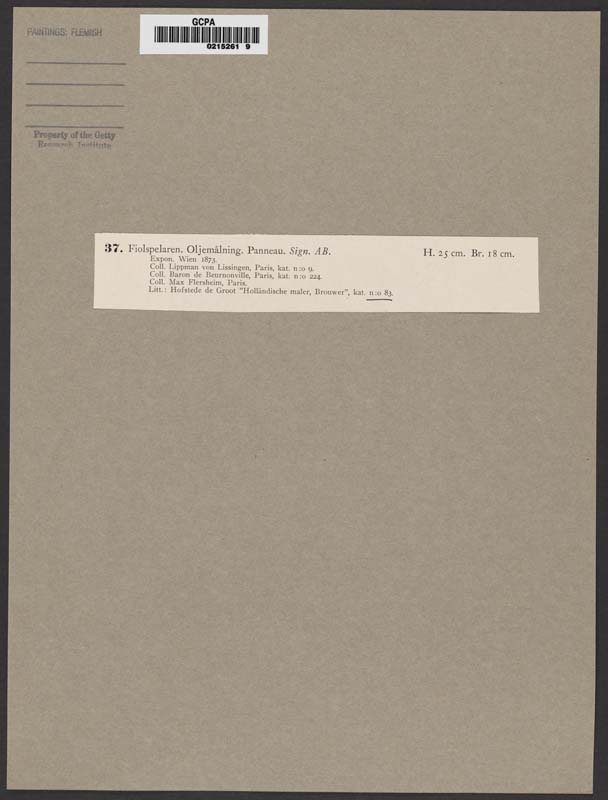 PAINTINGS: FLEMISH
GCPA
0215261 9
Property of the Getty
Research Institute
37. Fiolspelaren. Oljemålning. Panneau. Sign. AB. H. 25 cm. Br. 18 cm.
Expon. Wien 1873.
Coll. Lippman von Lissingen, Paris, kat. n:o 9.
Coll. Baron de Beurnonville, Paris, kat. n:o 224.
Coll. Max Flersheim, Paris.
Litt.: Hofstede de Groot "Holländische maler, Brouwer", kat. n:o 83.